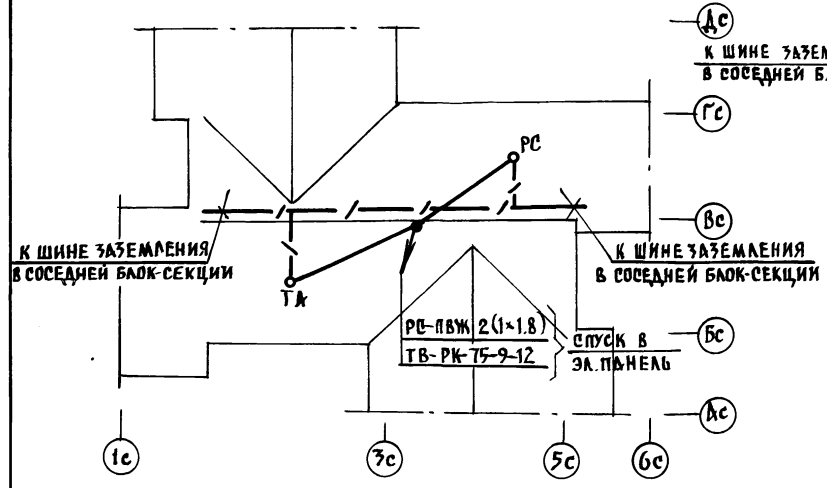 Дс
К ШИНЕ ЗАЗЕМ
В СОСЕДНЕЙ БЛ
Гс
РС
Вс
К ШИНЕ ЗАЗЕМЛЕНИЯ
В СОСЕДНЕЙ БЛОК-СЕКЦИИ
К ШИНЕ ЗАЗЕМЛЕНИЯ
В СОСЕДНЕЙ БЛОК-СЕКЦИИ
ТА
РС-ПВЖ 2(1×1.8)
ТВ-РК-75-9-12
СПУСК В
ЭЛ.ПАНЕЛЬ
Бс
Ас
1с
3с
5с
6с